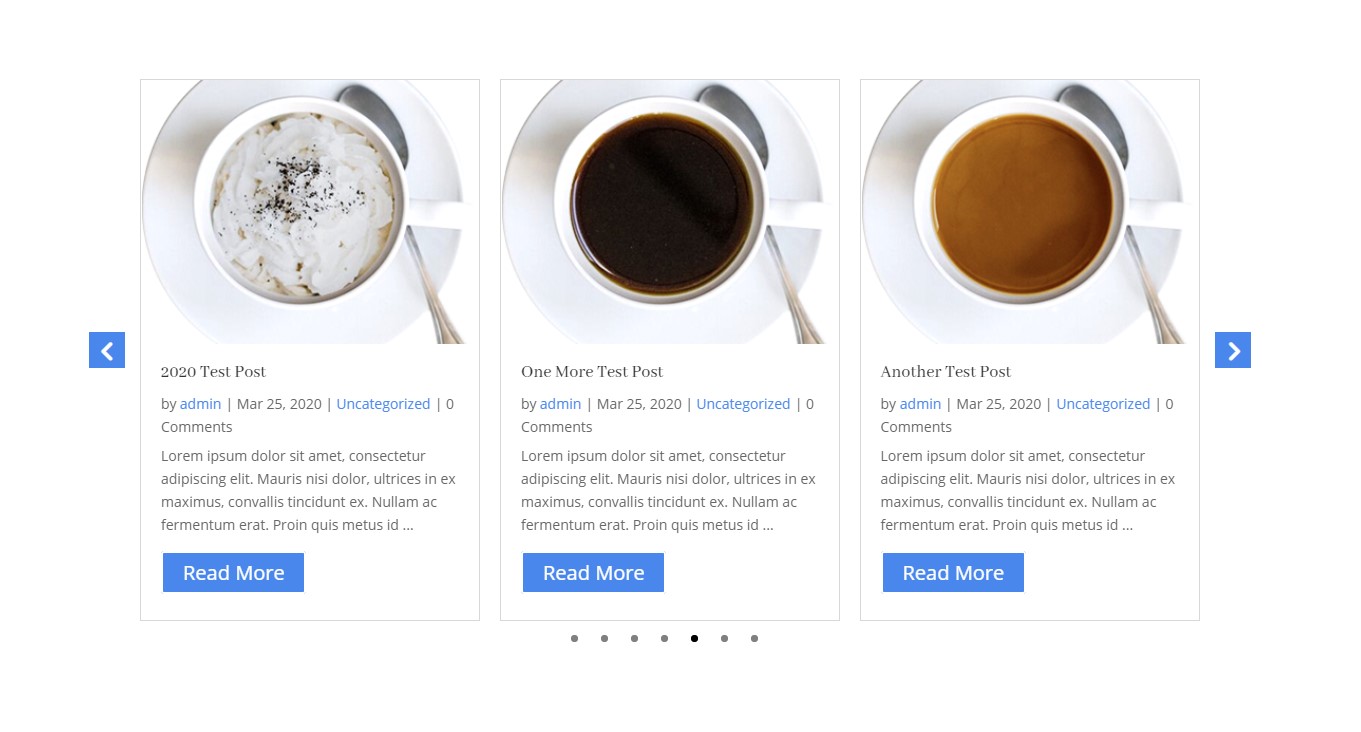 2020 Test Post
by admin | Mar 25, 2020 | Uncategorized | 0
Comments
Lorem ipsum dolor sit amet, consectetur
adipiscing elit. Mauris nisi dolor, ultrices in ex
maximus, convallis tincidunt ex. Nullam ac
fermentum erat. Proin quis metus id ...
Read More
One More Test Post
by admin | Mar 25, 2020 | Uncategorized | 0
Comments
Lorem ipsum dolor sit amet, consectetur
adipiscing elit. Mauris nisi dolor, ultrices in ex
maximus, convallis tincidunt ex. Nullam ac
fermentum erat. Proin quis metus id ...
Read More
Another Test Post
by admin | Mar 25, 2020 | Uncategorized | 0
Comments
Lorem ipsum dolor sit amet, consectetur
adipiscing elit. Mauris nisi dolor, ultrices in ex
maximus, convallis tincidunt ex. Nullam ac
fermentum erat. Proin quis metus id ...
Read More